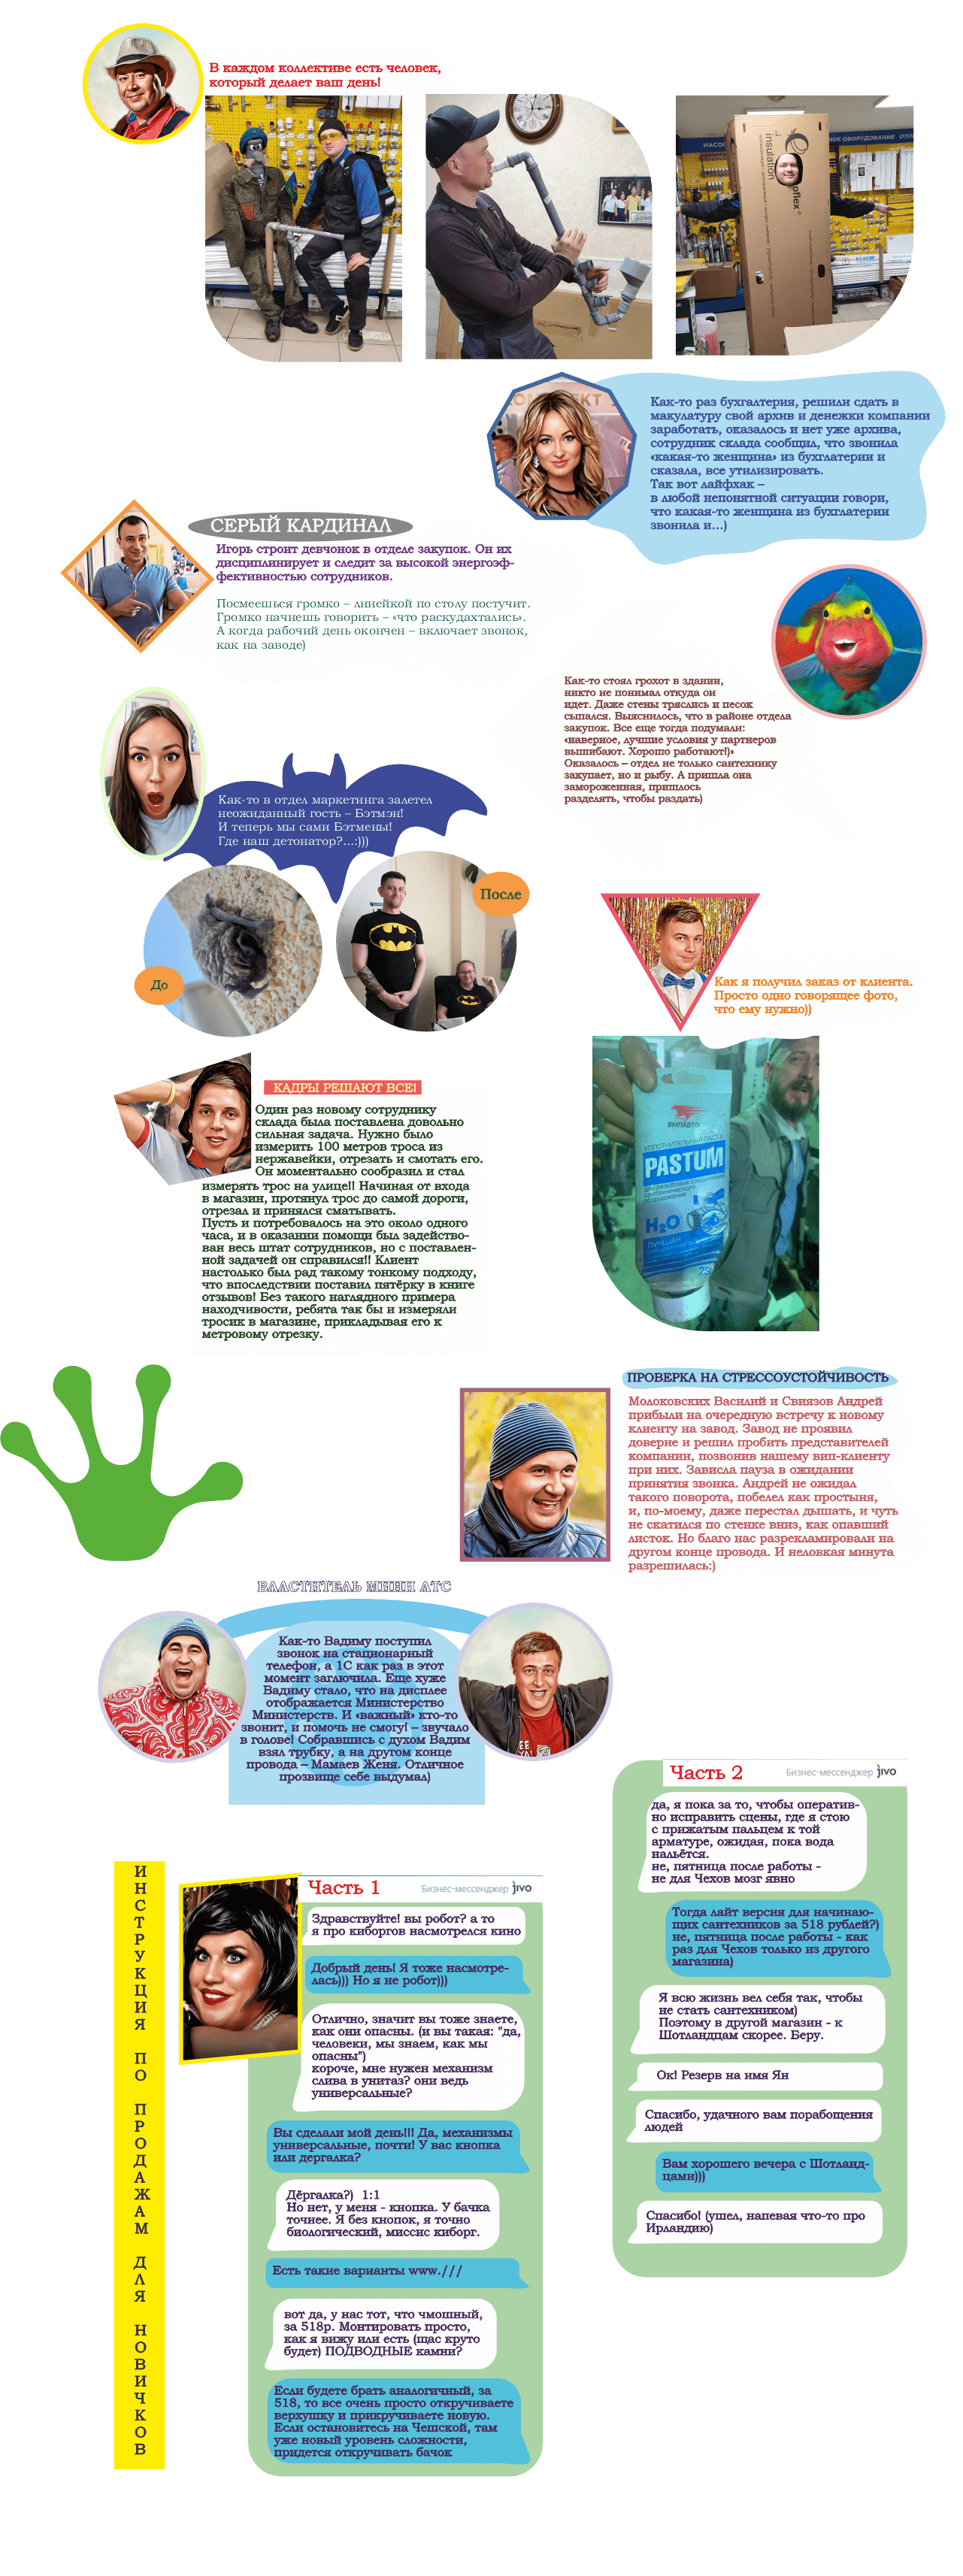 В каждом коллективе есть человек,
который делает ваш день!
insulation
oflex®
НАСОС
ОЕ ОБОРУДОВАНИЕ
Как-то раз бухгалтерия, решили сдать в
макулатуру свой архив и денежки компании
заработать, оказалось и нет уже архива,
сотрудник склада сообщил, что звонила
«какая-то женщина» из бухглатерии и
сказала, все утилизировать.
Так вот лайфхак –
в любой непонятной ситуации говори,
что какая-то женщина из бухглатерии
звонила и...)
СЕРЫЙ КАРДИНАЛ
Игорь строит девчонок в отделе закупок. Он их
дисциплинирует и следит за высокой энергоэф-
фективностью сотрудников.
Посмеешься громко – линейкой по столу постучит.
Громко начнешь говорить – «что раскудахтались».
А когда рабочий день окончен – включает звонок,
как на заводе)
Как-то стоял грохот в здании,
никто не понимал откуда он
идет. Даже стены тряслись и песок
сыпался. Выяснилось, что в районе отдела
закупок. Все еще тогда подумали:
«наверное, лучшие условия у партнеров
вышибают. Хорошо работают!)»
Оказалось – отдел не только сантехнику
закупает, но и рыбу. А пришла она
замороженная, пришлось
разделять, чтобы раздать)
Как-то в отдел маркетинга залетел
неожиданный гость – Бэтмэн!
И теперь мы сами Бэтмены!
Где наш детонатор?...:)))
После
До
Как я получил заказ от клиента.
Просто одно говорящее фото,
что ему нужно))
ВМПАВТО
УПЛОТНИТЕЛЬНАЯ ПАСТА
PASTUM
H₂O
ЛУЧШАЯ
КАДРЫ РЕШАЮТ ВСЕ!
Один раз новому сотруднику
склада была поставлена довольно
сильная задача. Нужно было
измерить 100 метров троса из
нержавейки, отрезать и смотать его.
Он моментально сообразил и стал
измерять трос на улице!! Начиная от входа
в магазин, протянул трос до самой дороги,
отрезал и принялся сматывать.
Пусть и потребовалось на это около одного
часа, и в оказании помощи был задейство-
ван весь штат сотрудников, но с поставлен-
ной задачей он справился!! Клиент
настолько был рад такому тонкому подходу,
что впоследствии поставил пятёрку в книге
отзывов! Без такого наглядного примера
находчивости, ребята так бы и измеряли
тросик в магазине, прикладывая его к
метровому отрезку.
ПРОВЕРКА НА СТРЕССОУСТОЙЧИВОСТЬ
Молоковских Василий и Свиязов Андрей
прибыли на очередную встречу к новому
клиенту на завод. Завод не проявил
доверие и решил пробить представителей
компании, позвонив нашему вип-клиенту
при них. Зависла пауза в ожидании
принятия звонка. Андрей не ожидал
такого поворота, побелел как простыня,
и, по-моему, даже перестал дышать, и чуть
не скатился по стенке вниз, как опавший
листок. Но благо нас разрекламировали на
другом конце провода. И неловкая минута
разрешилась:)
ВЛАСТИТЕЛЬ МИНИ АТС
Как-то Вадиму поступил
звонок на стационарный
телефон, а 1С как раз в этот
момент заглючила. Еще хуже
Вадиму стало, что на дисплее
отображается Министерство
Министерств. И «важный» кто-то
звонит, и помочь не смогу! – звучало
в голове! Собравшись с духом Вадим
взял трубку, а на другом конце
провода – Мамаев Женя. Отличное
прозвище себе выдумал)
ИНСТРУКЦИЯ ПО ПРОДАЖАМ ДЛЯ НОВИЧКОВ
Часть 1
Бизнес-мессенджер jivo
Здравствуйте! вы робот? а то
я про киборгов насмотрелся кино
Добрый день! Я тоже насмотре-
лась))) Но я не робот)))
Отлично, значит вы тоже знаете,
как они опасны. (и вы такая: "да,
человеки, мы знаем, как мы
опасны")
короче, мне нужен механизм
слива в унитаз? они ведь
универсальные?
Вы сделали мой день!!! Да, механизмы
универсальные, почти! У вас кнопка
или дергалка?
Дёргалка?) 1:1
Но нет, у меня - кнопка. У бачка
точнее. Я без кнопок, я точно
биологический, миссис киборг.
Есть такие варианты www.///
вот да, у нас тот, что чмошный,
за 518р. Монтировать просто,
как я вижу или есть (щас круто
будет) ПОДВОДНЫЕ камни?
Если будете брать аналогичный, за
518, то все очень просто откручиваете
верхушку и прикручиваете новую.
Если остановитесь на Чешской, там
уже новый уровень сложности,
придется откручивать бачок
Часть 2
Бизнес-мессенджер jivo
да, я пока за то, чтобы оператив-
но исправить сцены, где я стою
с прижатым пальцем к той
арматуре, ожидая, пока вода
нальётся.
не, пятница после работы -
не для Чехов мозг явно
Тогда лайт версия для начинаю-
щих сантехников за 518 рублей?)
не, пятница после работы - как
раз для Чехов только из другого
магазина)
Я всю жизнь вел себя так, чтобы
не стать сантехником)
Поэтому в другой магазин - к
Шотландцам скорее. Беру.
Ок! Резерв на имя Ян
Спасибо, удачного вам порабощения
людей
Вам хорошего вечера с Шотланд-
цами)))
Спасибо! (ушел, напевая что-то про
Ирландию)